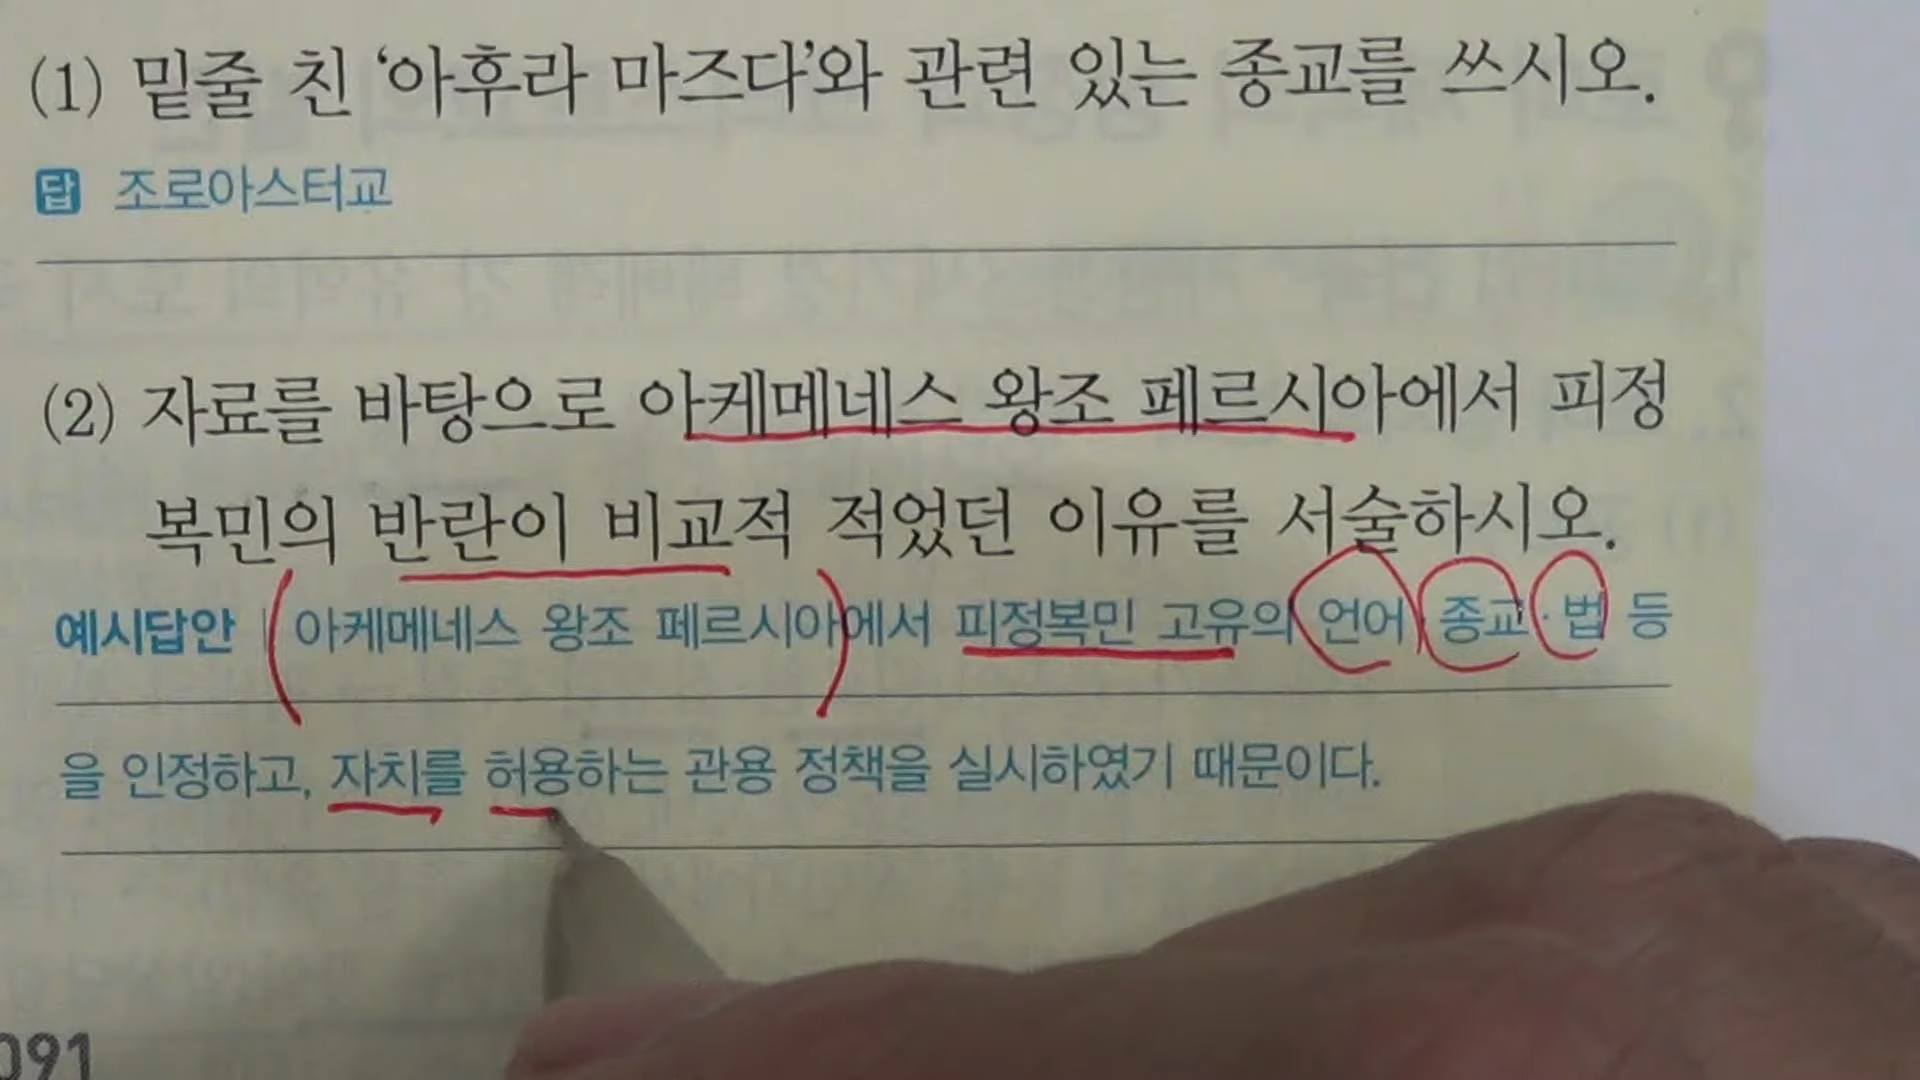 (1) 밑줄 친 ‘아후라 마즈다’와 관련 있는 종교를 쓰시오.
답 조로아스터교
(2) 자료를 바탕으로 아케메네스 왕조 페르시아에서 피정
복민의 반란이 비교적 적었던 이유를 서술하시오.
예시답안 | 아케메네스 왕조 페르시아에서 피정복민 고유의 언어·종교·법 등
을 인정하고, 자치를 허용하는 관용 정책을 실시하였기 때문이다.
091